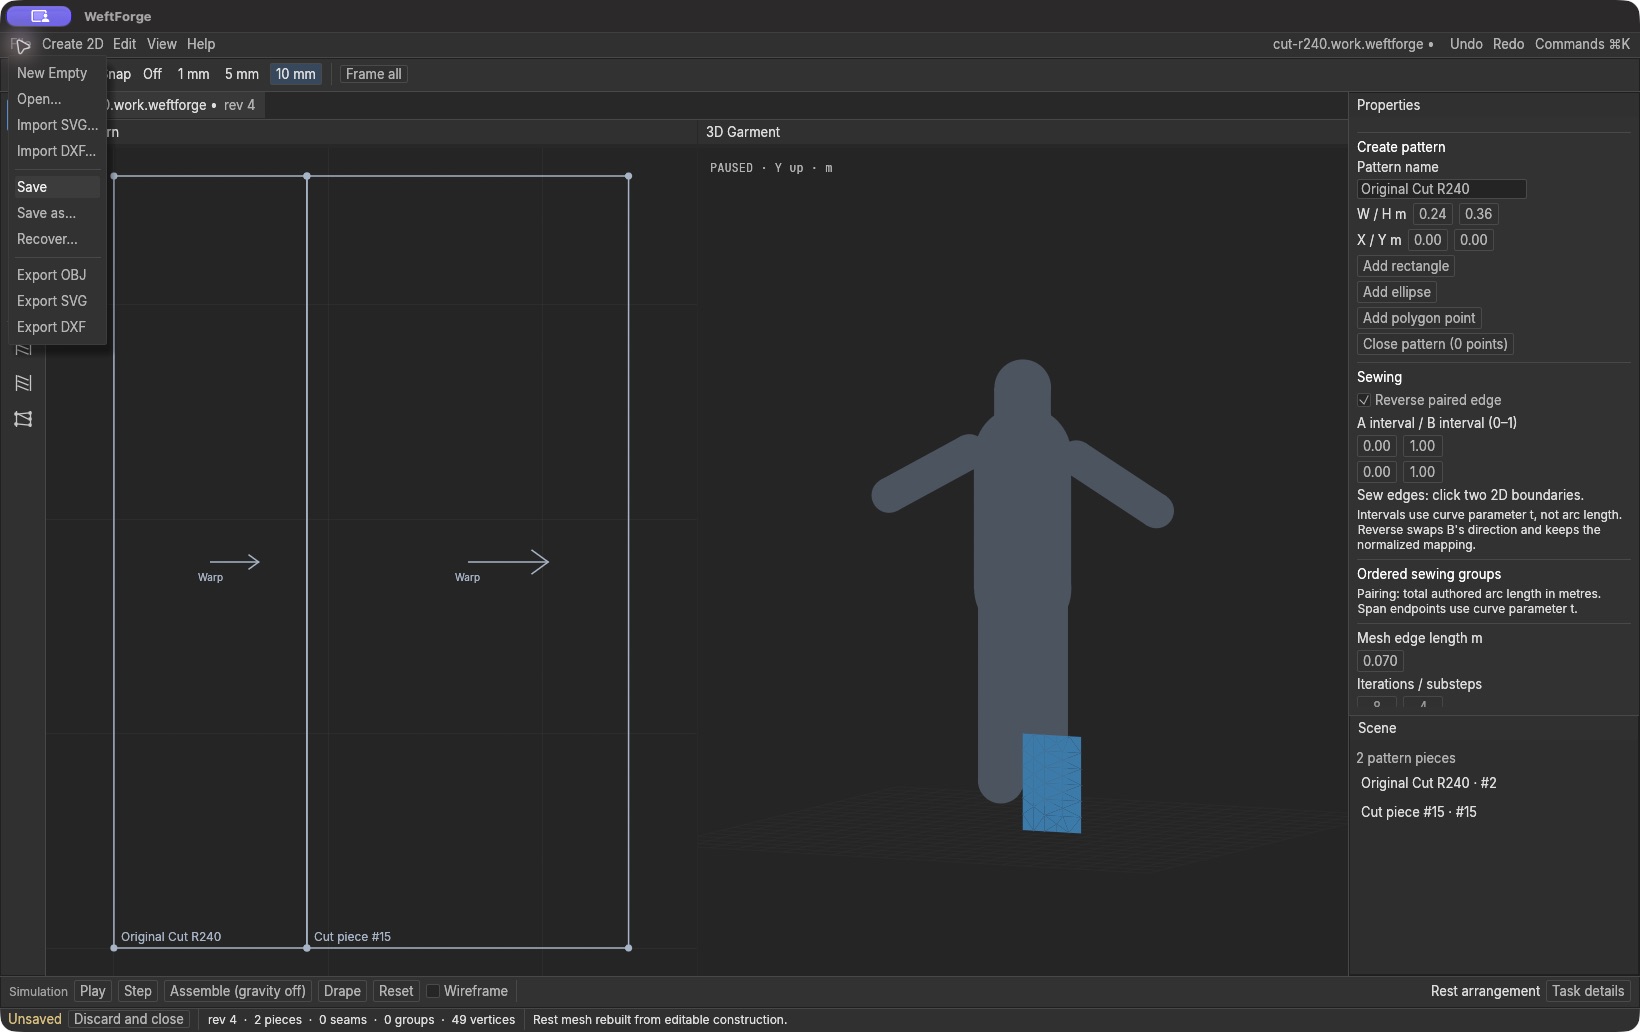 WeftForge
File Create 2D Edit View Help
cut-r240.work.weftforge • Undo Redo Commands ⌘K
New Empty
Open...
Import SVG...
Import DXF...
Save
Save as...
Recover...
Export OBJ
Export SVG
Export DXF
Off 1 mm 5 mm 10 mm Frame all
.work.weftforge • rev 4
3D Garment
PAUSED · Y up · m
Warp
Warp
Original Cut R240
Cut piece #15
Properties
Create pattern
Pattern name
Original Cut R240
W / H m 0.24 0.36
X / Y m 0.00 0.00
Add rectangle
Add ellipse
Add polygon point
Close pattern (0 points)
Sewing
Reverse paired edge
A interval / B interval (0–1)
0.00 1.00
0.00 1.00
Sew edges: click two 2D boundaries.
Intervals use curve parameter t, not arc length.
Reverse swaps B's direction and keeps the
normalized mapping.
Ordered sewing groups
Pairing: total authored arc length in metres.
Span endpoints use curve parameter t.
Mesh edge length m
0.070
Iterations / substeps
Scene
2 pattern pieces
Original Cut R240 · #2
Cut piece #15 · #15
Simulation Play Step Assemble (gravity off) Drape Reset Wireframe
Rest arrangement Task details
Unsaved Discard and close rev 4 · 2 pieces · 0 seams · 0 groups · 49 vertices Rest mesh rebuilt from editable construction.